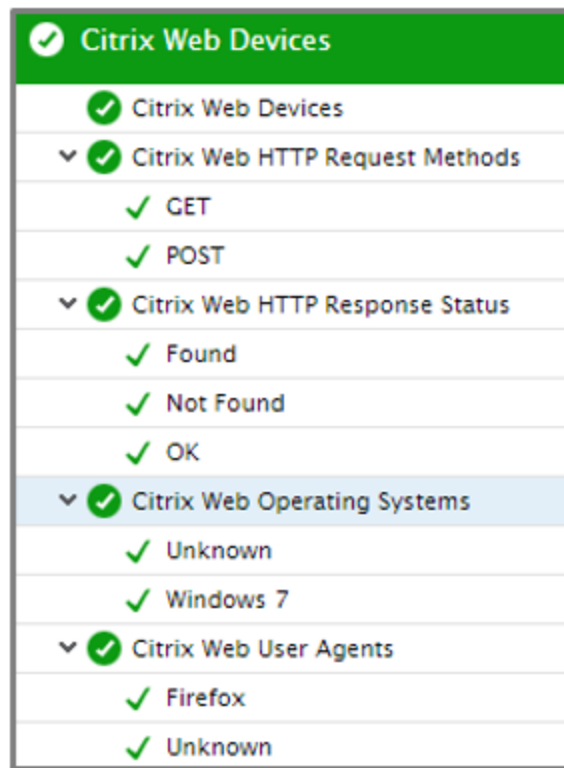 Citrix Web Devices
Citrix Web Devices
Citrix Web HTTP Request Methods
GET
POST
Citrix Web HTTP Response Status
Found
Not Found
OK
Citrix Web Operating Systems
Unknown
Windows 7
Citrix Web User Agents
Firefox
Unknown